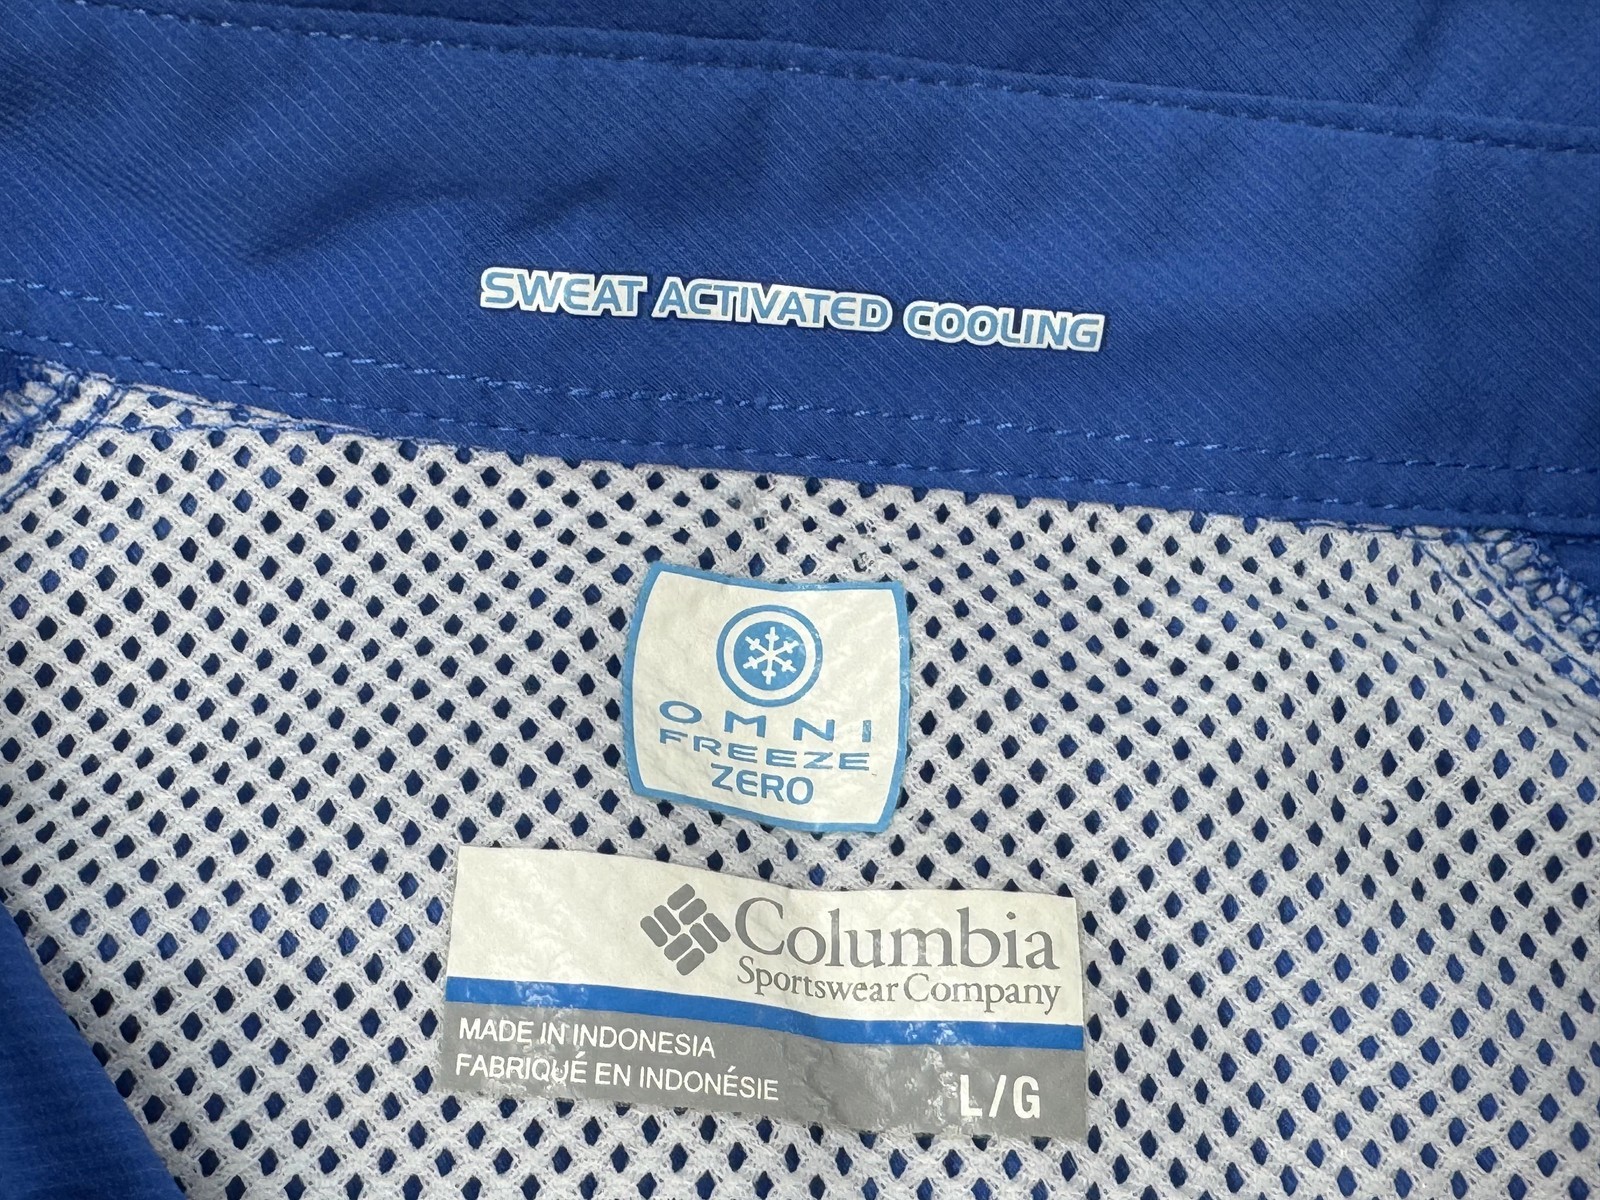 SWEAT ACTIVATED COOLING
OMNI
FREEZE
ZERO
Columbia
Sportswear Company
MADE IN INDONESIA
FABRIQUÉ EN INDONÉSIE
L/G